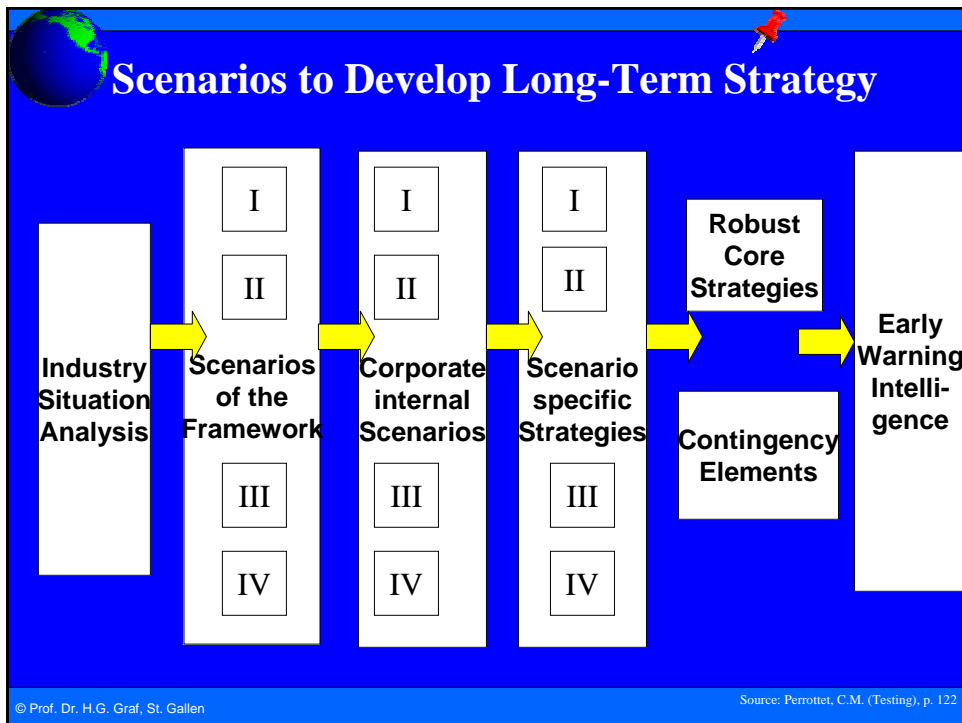 Scenarios to Develop Long-Term Strategy
Industry
Situation
Analysis
I
II
Scenarios
of the
Framework
III
IV
I
II
Corporate
internal
Scenarios
III
IV
I
II
Scenario
specific
Strategies
III
IV
Robust
Core
Strategies
Contingency
Elements
Early
Warning
Intelli-
gence
© Prof. Dr. H.G. Graf, St. Gallen
Source: Perrottet, C.M. (Testing), p. 122